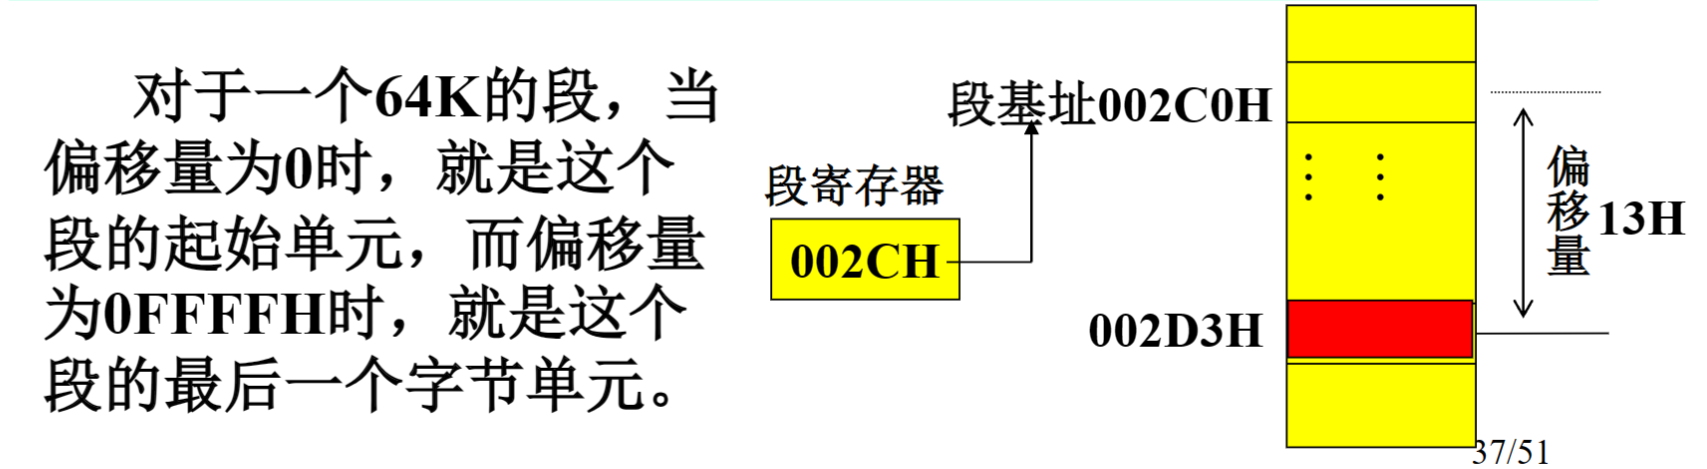 对于一个64K的段，当
偏移量为0时，就是这个
段的起始单元，而偏移量
为0FFFFH时，就是这个
段的最后一个字节单元。
段基址002C0H
段寄存器
002CH
偏移量
13H
002D3H
37/51